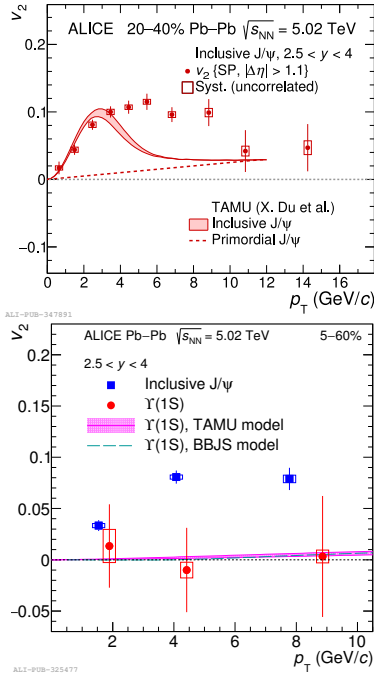 v₂
ALICE 20−40% Pb-Pb √sNN = 5.02 TeV
Inclusive J/ψ, 2.5 < y < 4
v₂ {SP, |Δη| > 1.1}
Syst. (uncorrelated)
0.2
0.1
0
−0.1
TAMU (X. Du et al.)
Inclusive J/ψ
Primordial J/ψ
0 2 4 6 8 10 12 14 16
pT (GeV/c)
ALI-PUB-347891
v₂
ALICE Pb−Pb √sNN = 5.02 TeV 5−60%
2.5 < y < 4
Inclusive J/ψ
ϒ(1S)
ϒ(1S), TAMU model
ϒ(1S), BBJS model
0.2
0.15
0.1
0.05
0
−0.05
2 4 6 8 10
pT (GeV/c)
ALI-PUB-325477